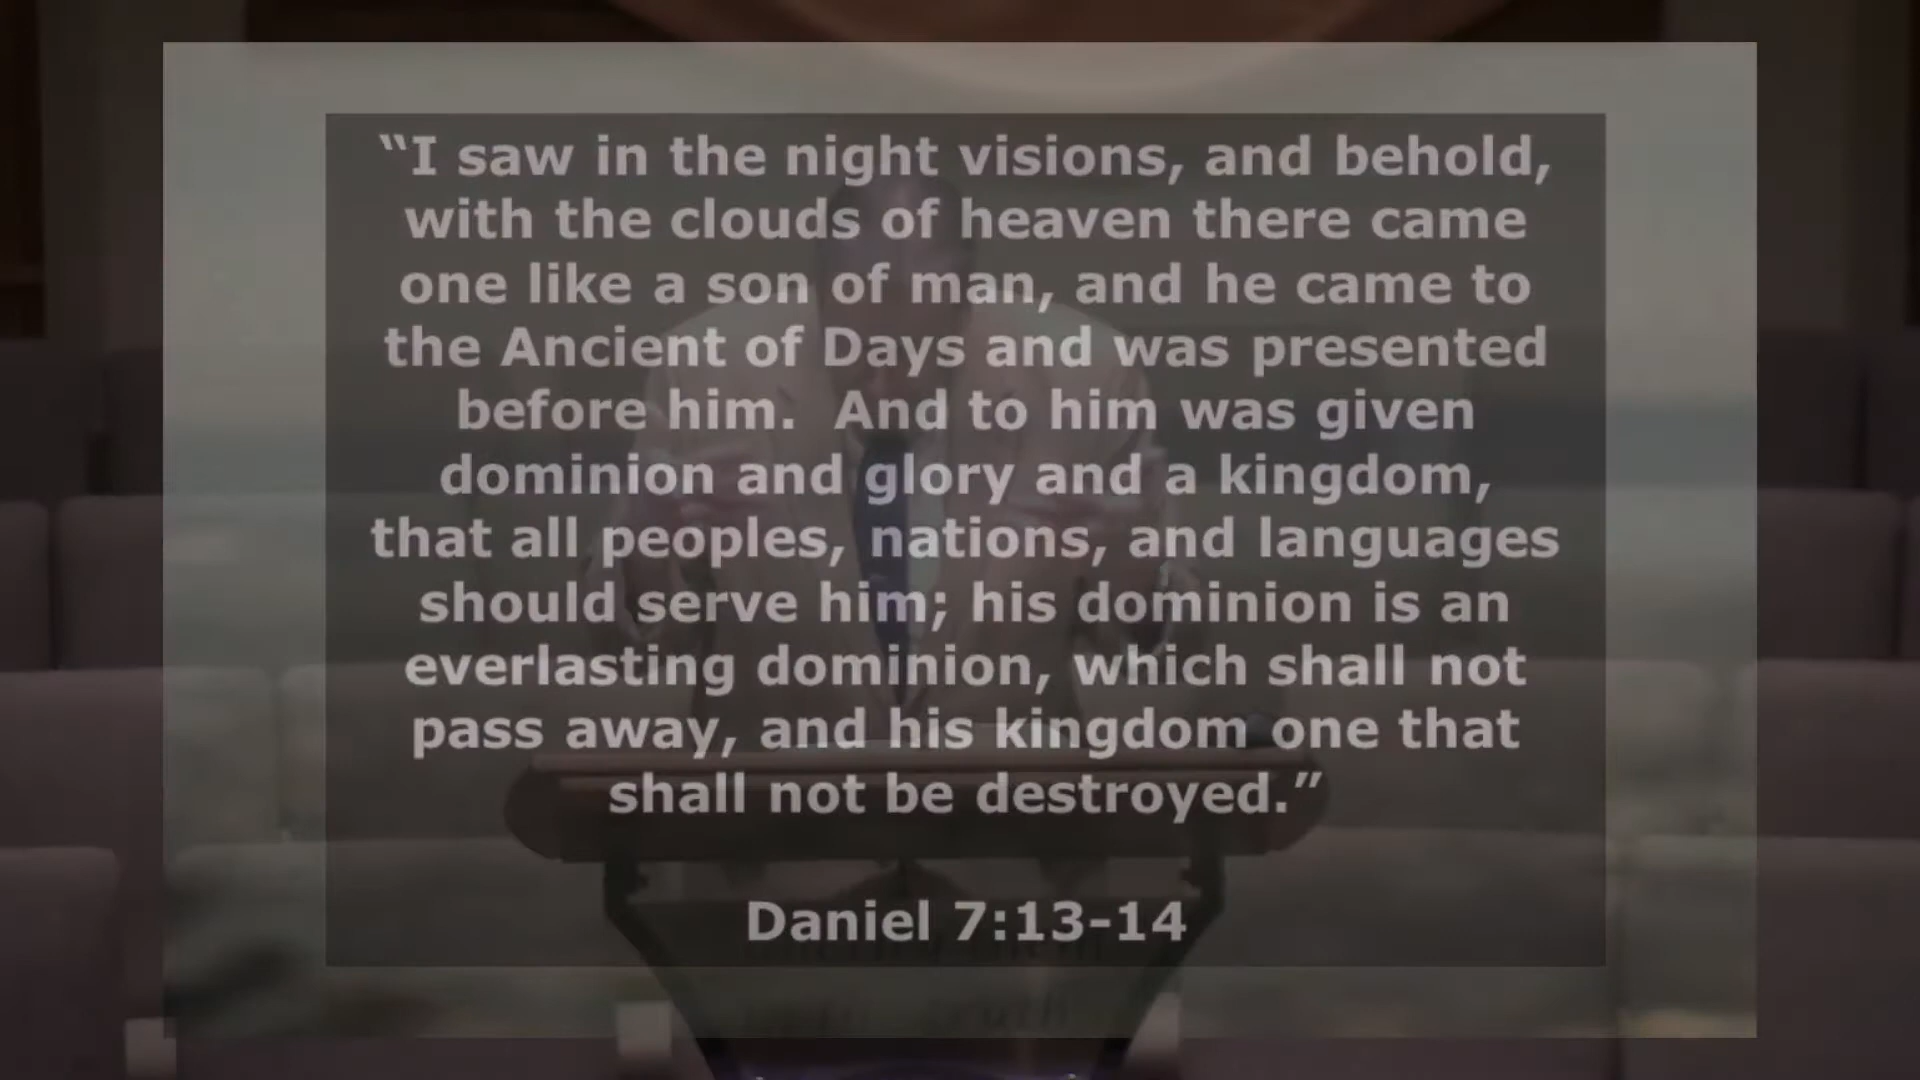 “I saw in the night visions, and behold,
with the clouds of heaven there came
one like a son of man, and he came to
the Ancient of Days and was presented
before him.  And to him was given
dominion and glory and a kingdom,
that all peoples, nations, and languages
should serve him; his dominion is an
everlasting dominion, which shall not
pass away, and his kingdom one that
shall not be destroyed.”
Daniel 7:13-14